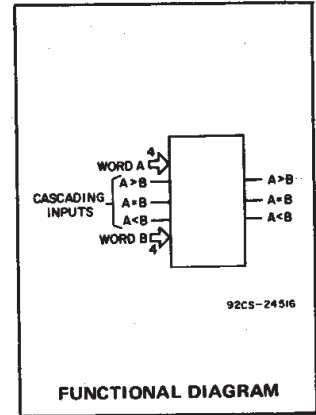 4
WORD A
A>B
A=B
A<B
CASCADING
INPUTS
WORD B
4
A>B
A=B
A<B
92CS-24516
FUNCTIONAL DIAGRAM